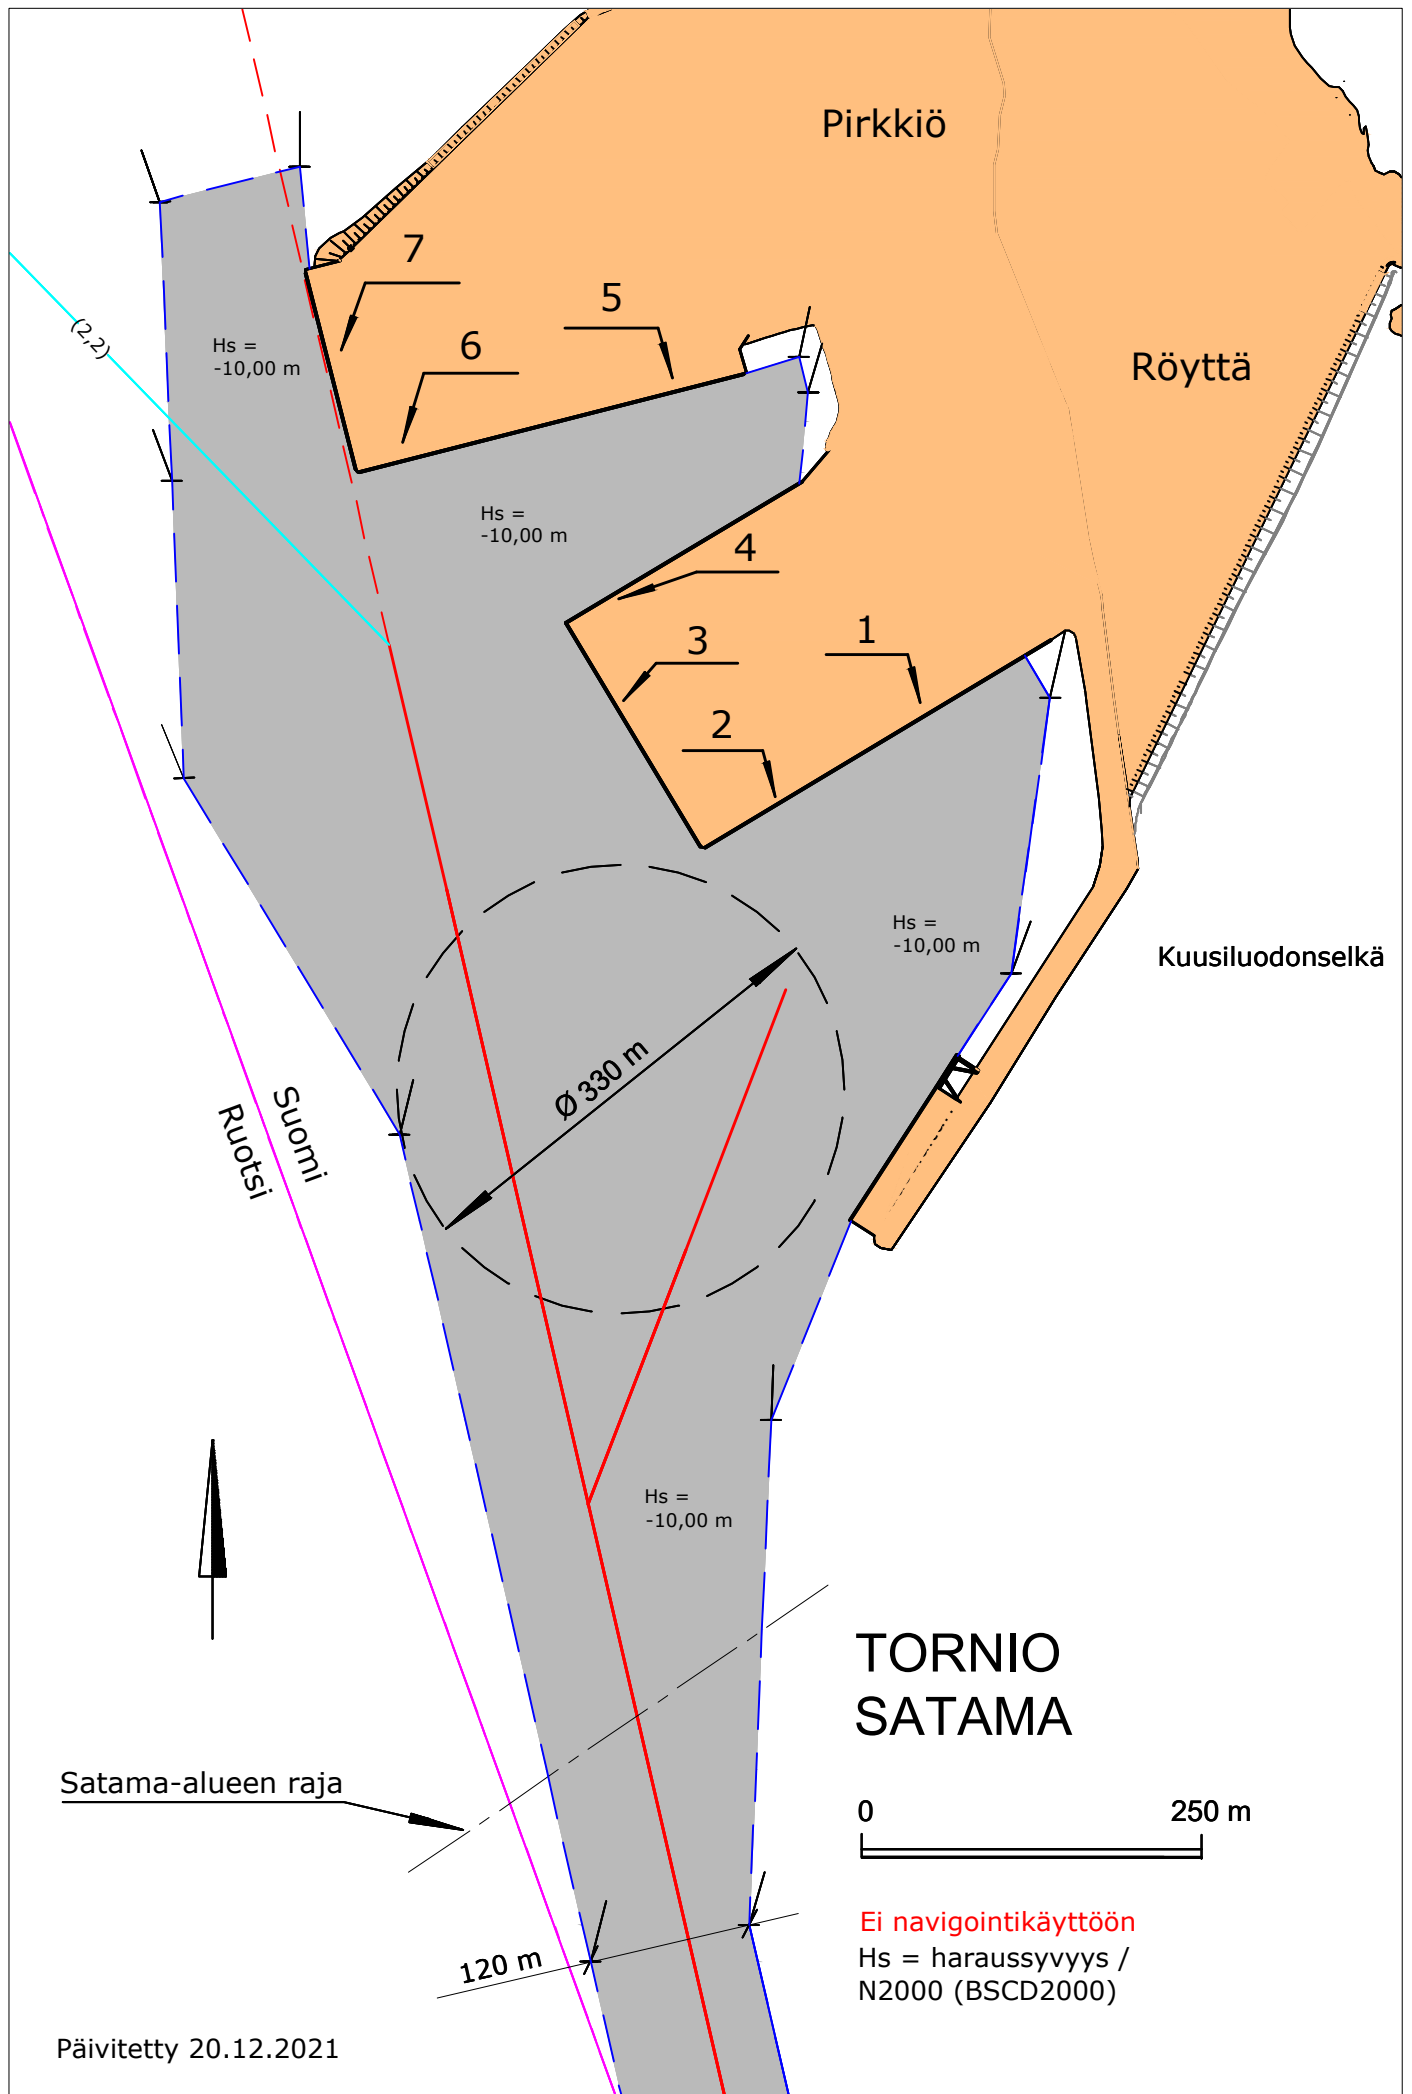 Pirkkiö
7
5
6
(2,2)
Hs =
-10,00 m
Röyttä
Hs =
-10,00 m
4
3
1
2
Hs =
-10,00 m
Kuusiluodonselkä
Ø 330 m
Suomi
Ruotsi
Hs =
-10,00 m
TORNIO
SATAMA
Satama-alueen raja
0 250 m
Ei navigointikäyttöön
Hs = haraussyvyys /
N2000 (BSCD2000)
120 m
Päivitetty 20.12.2021